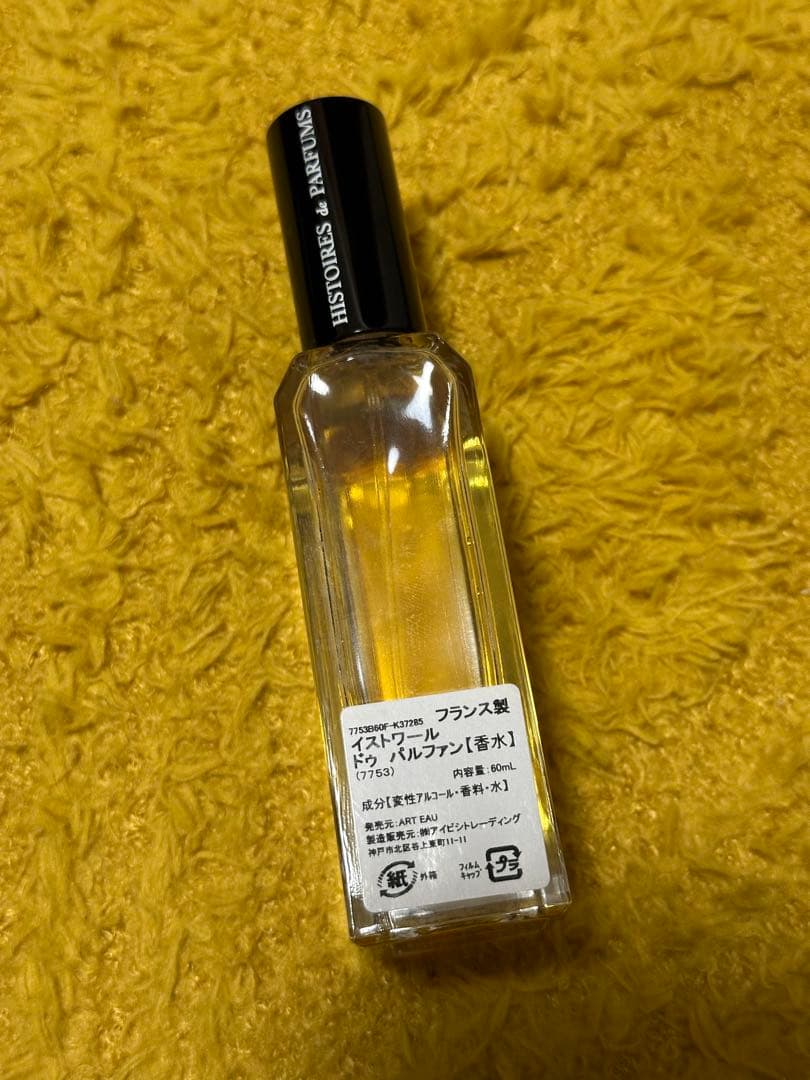 HISTOIRES de PARFUMS
7753B60F-K37285 フランス製
イストワール
ドゥ パルファン【香水】
(7753) 内容量:60mL
成分【変性アルコール・香料・水】
発売元:ART EAU
製造販売元:㈱アイビシトレーディング
神戸市北区谷上東町11-11
紙 外箱 フィルム キャップ プラ